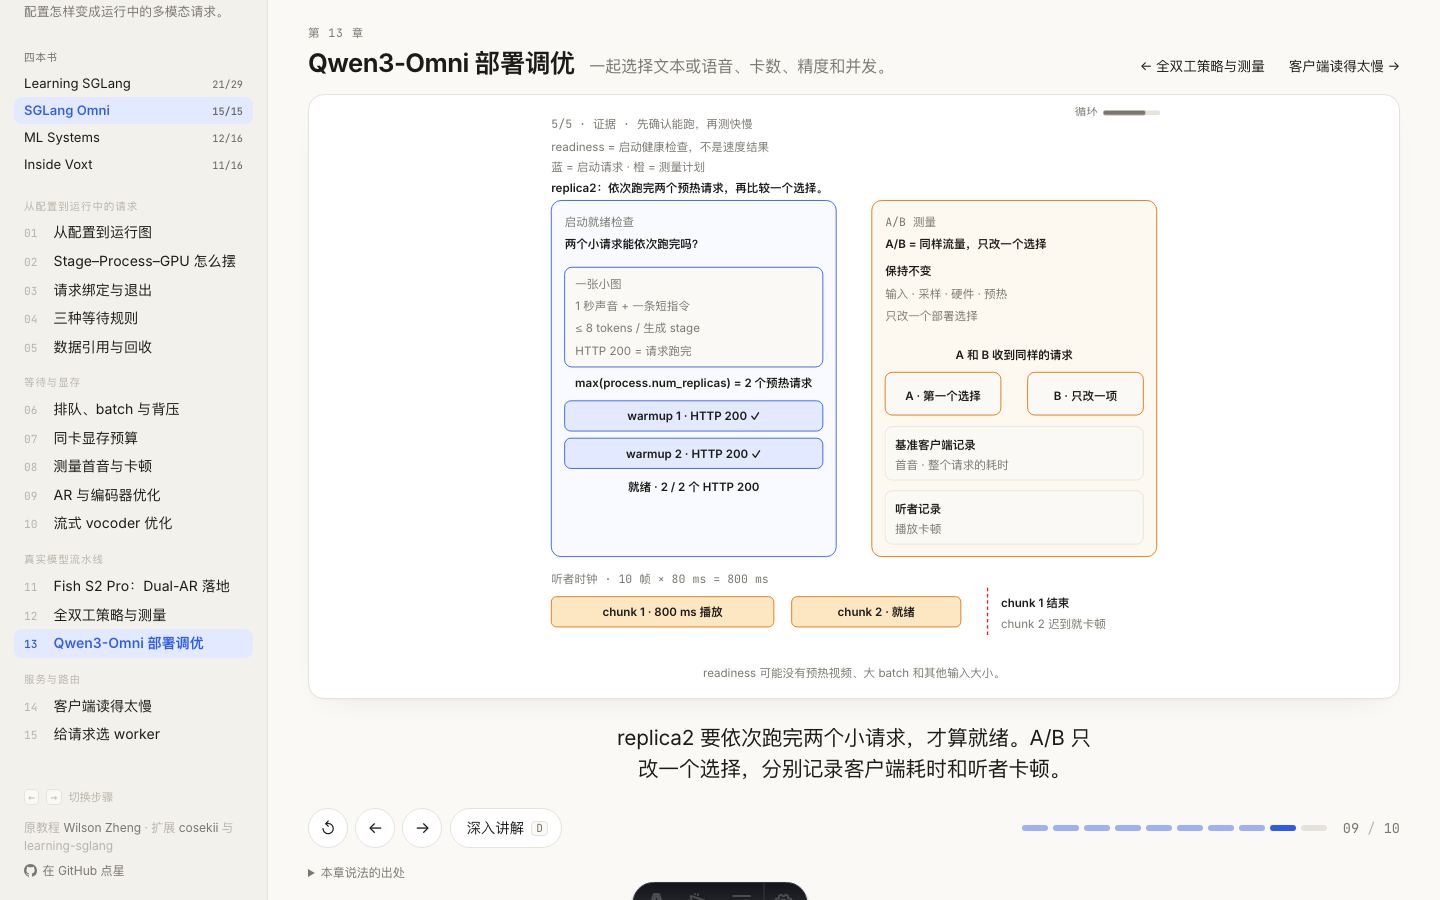 配置怎样变成运行中的多模态请求。
四本书
Learning SGLang 21/29
SGLang Omni 15/15
ML Systems 12/16
Inside Voxt 11/16
从配置到运行中的请求
01 从配置到运行图
02 Stage–Process–GPU 怎么摆
03 请求绑定与退出
04 三种等待规则
05 数据引用与回收
等待与显存
06 排队、batch 与背压
07 同卡显存预算
08 测量首音与卡顿
09 AR 与编码器优化
10 流式 vocoder 优化
真实模型流水线
11 Fish S2 Pro：Dual-AR 落地
12 全双工策略与测量
13 Qwen3-Omni 部署调优
服务与路由
14 客户端读得太慢
15 给请求选 worker
← → 切换步骤
原教程 Wilson Zheng · 扩展 cosekii 与
learning-sglang
在 GitHub 点星
第 13 章
Qwen3-Omni 部署调优 一起选择文本或语音、卡数、精度和并发。
← 全双工策略与测量 客户端读得太慢 →
循环
5/5 · 证据 · 先确认能跑，再测快慢
readiness = 启动健康检查，不是速度结果
蓝 = 启动请求 · 橙 = 测量计划
replica2：依次跑完两个预热请求，再比较一个选择。
启动就绪检查
两个小请求能依次跑完吗？
一张小图
1 秒声音 + 一条短指令
≤ 8 tokens / 生成 stage
HTTP 200 = 请求跑完
max(process.num_replicas) = 2 个预热请求
warmup 1 · HTTP 200 ✓
warmup 2 · HTTP 200 ✓
就绪 · 2 / 2 个 HTTP 200
A/B 测量
A/B = 同样流量，只改一个选择
保持不变
输入 · 采样 · 硬件 · 预热
只改一个部署选择
A 和 B 收到同样的请求
A · 第一个选择
B · 只改一项
基准客户端记录
首音 · 整个请求的耗时
听者记录
播放卡顿
听者时钟 · 10 帧 × 80 ms = 800 ms
chunk 1 · 800 ms 播放
chunk 2 · 就绪
chunk 1 结束
chunk 2 迟到就卡顿
readiness 可能没有预热视频、大 batch 和其他输入大小。
replica2 要依次跑完两个小请求，才算就绪。A/B 只
改一个选择，分别记录客户端耗时和听者卡顿。
← → 深入讲解 D
09 / 10
▶ 本章说法的出处